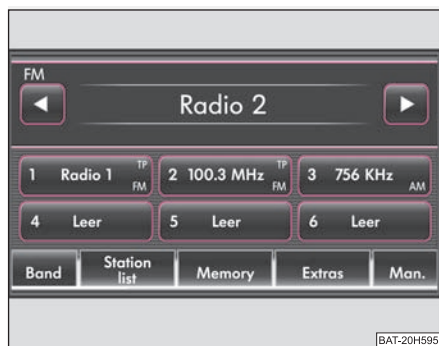 FM
Radio 2
1 Radio 1 TP FM
2 100.3 MHz TP FM
3 756 KHz AM
4 Leer
5 Leer
6 Leer
Band
Station
list
Memory
Extras
Man.
BAT-20H595